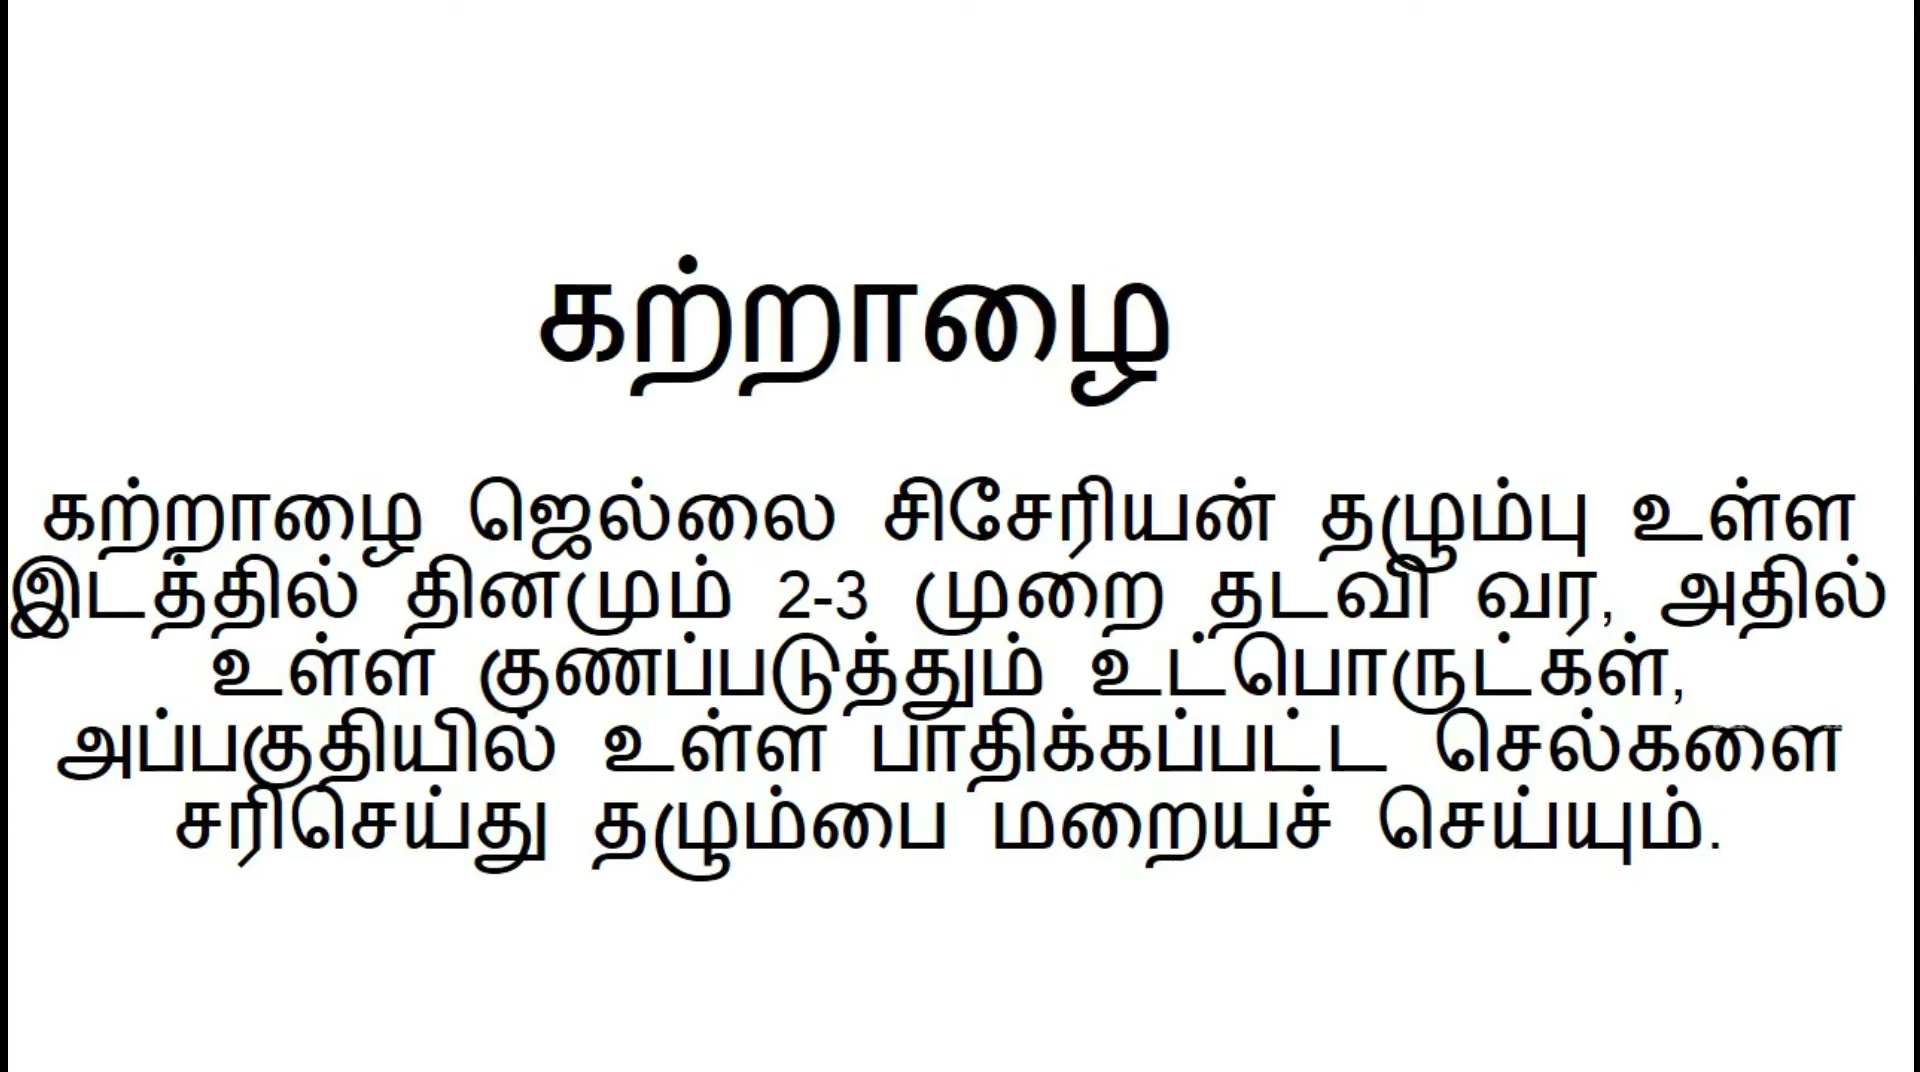 கற்றாழை
கற்றாழை ஜெல்லை சிசேரியன் தழும்பு உள்ள
இடத்தில் தினமும் 2-3 முறை தடவி வர, அதில்
உள்ள குணப்படுத்தும் உட்பொருட்கள்,
அப்பகுதியில் உள்ள பாதிக்கப்பட்ட செல்களை
சரிசெய்து தழும்பை மறையச் செய்யும்.